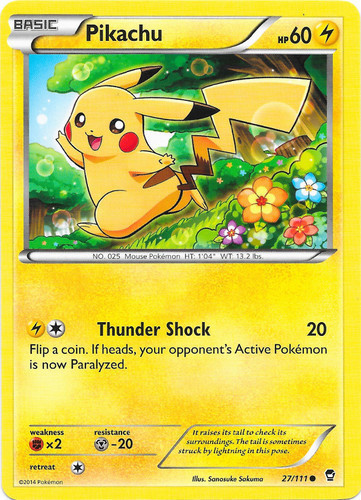 BASIC
Pikachu
HP60
NO. 025 Mouse Pokémon HT: 1'04" WT: 13.2 lbs.
Thunder Shock 20
Flip a coin. If heads, your opponent's Active Pokémon
is now Paralyzed.
weakness resistance
×2 -20
retreat
It raises its tail to check its
surroundings. The tail is sometimes
struck by lightning in this pose.
©2014 Pokémon
Illus. Sanosuke Sakuma
27/111